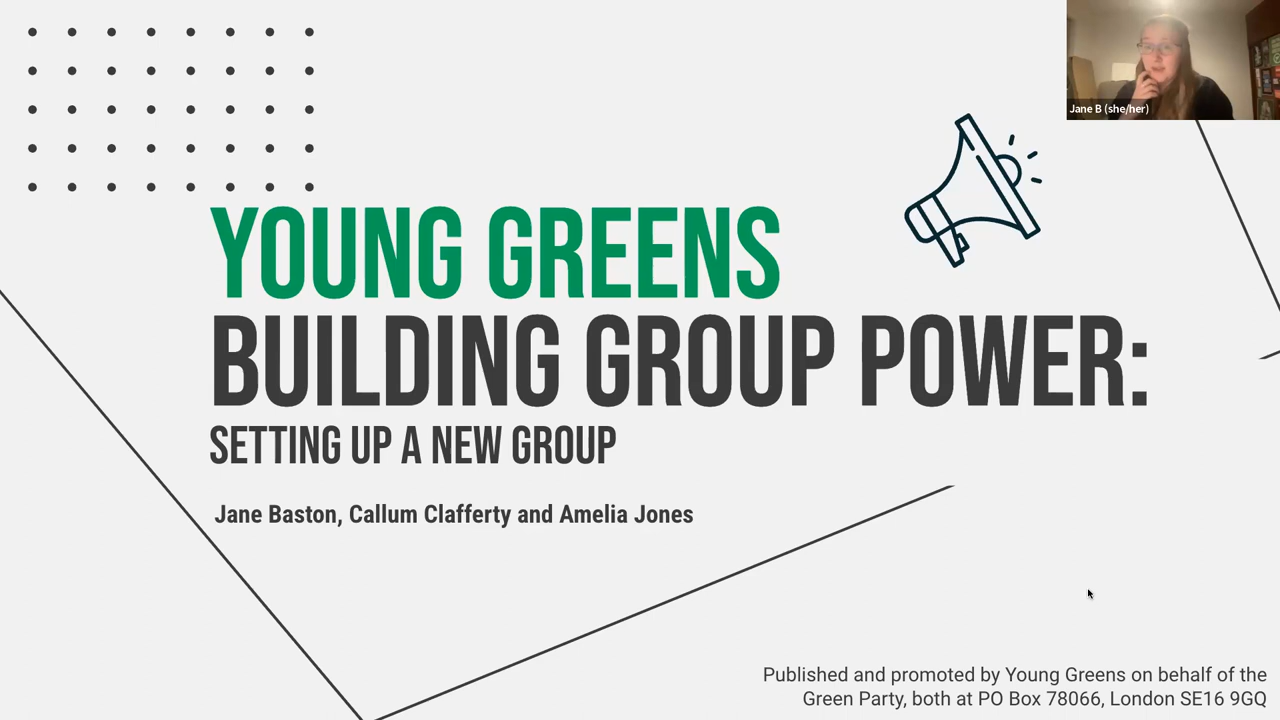 Jane B (she/her)
YOUNG GREENS
BUILDING GROUP POWER:
SETTING UP A NEW GROUP
Jane Baston, Callum Clafferty and Amelia Jones
Published and promoted by Young Greens on behalf of the
Green Party, both at PO Box 78066, London SE16 9GQ